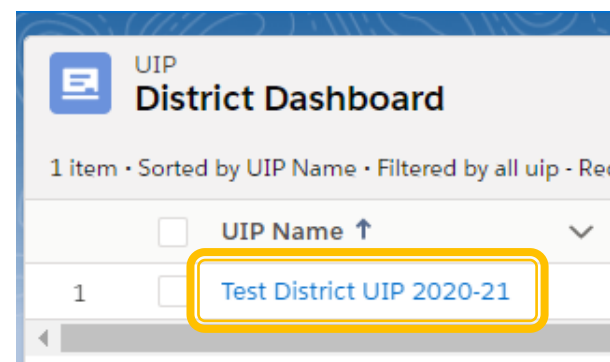 UIP
District Dashboard
1 item • Sorted by UIP Name • Filtered by all uip - Rec
UIP Name ↑
1 Test District UIP 2020-21